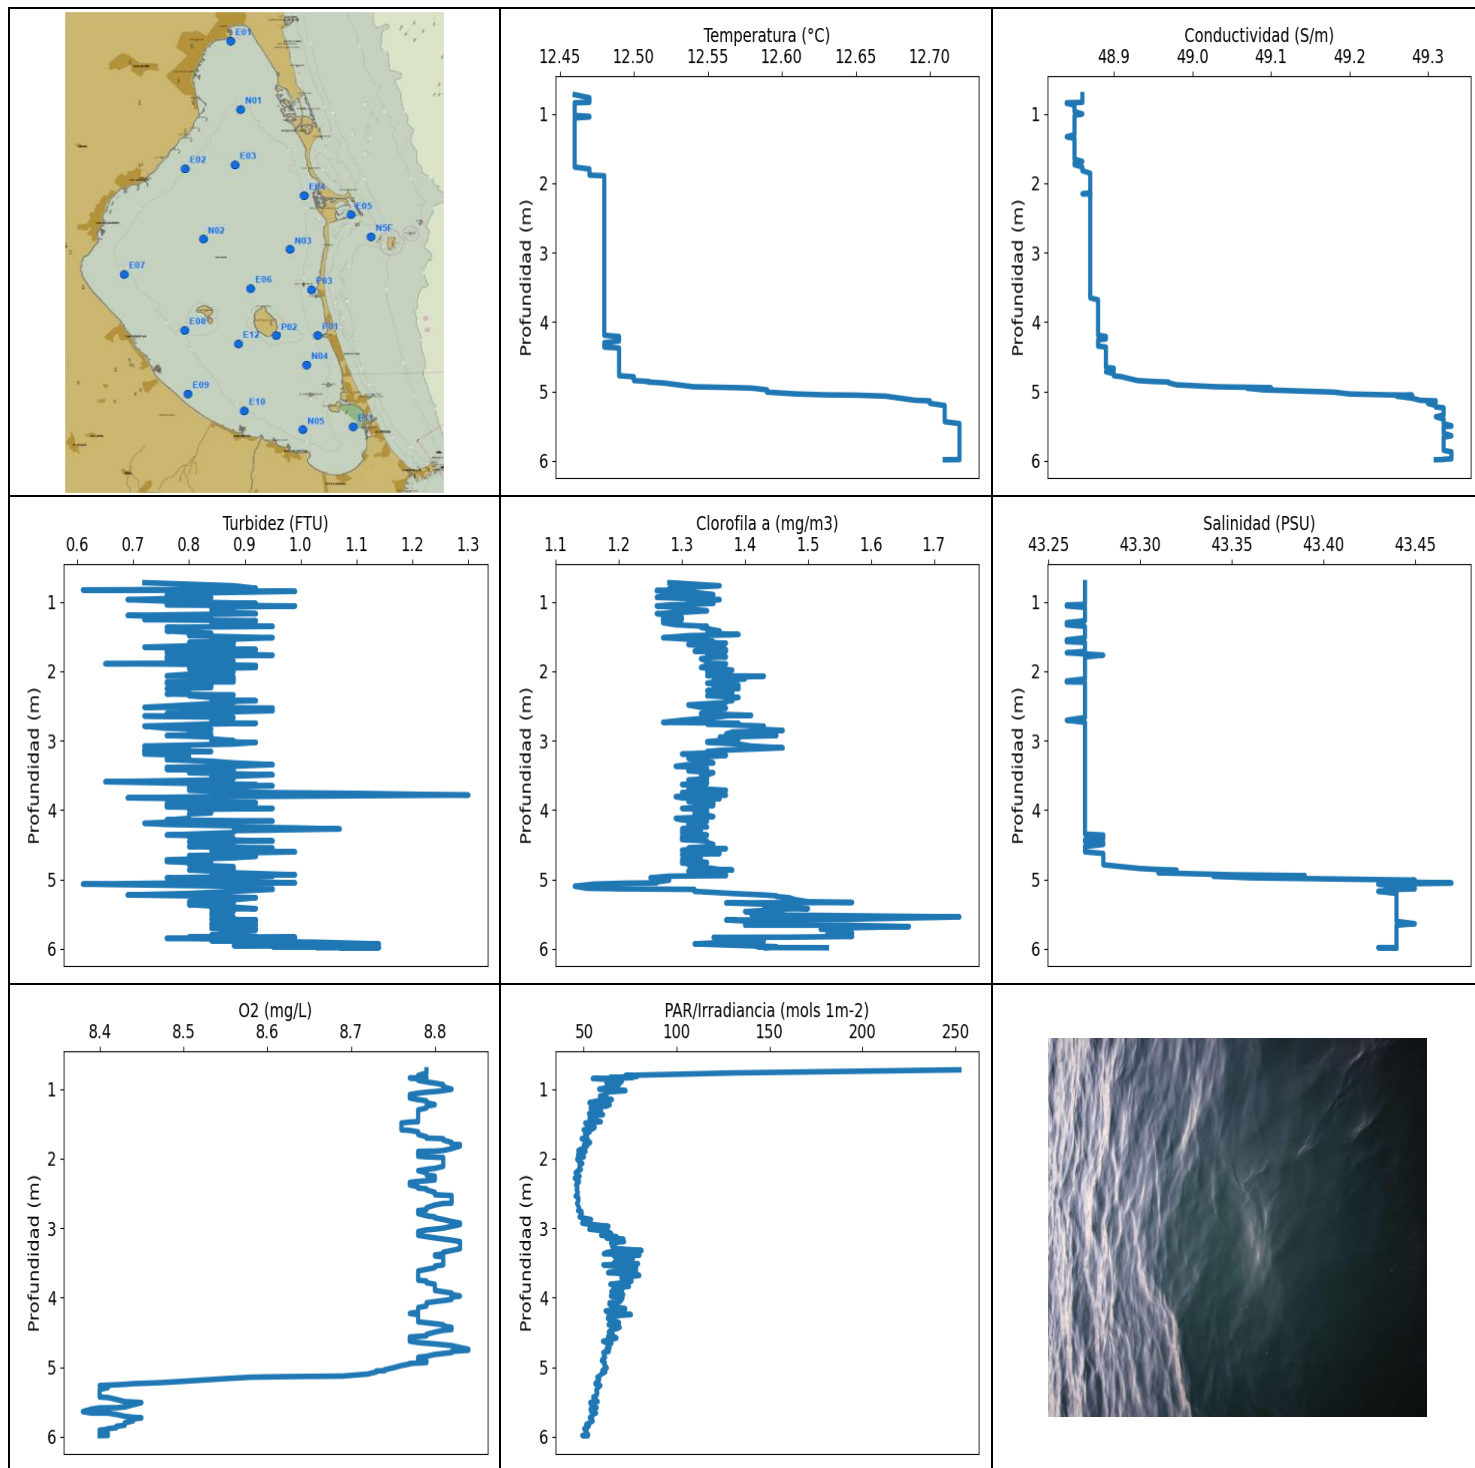 E01
N01
E02
E03
E04
E05
N5F
N02
N03
E07
E06
P03
E08
E12
P02
P01
N04
E09
E10
N05
E11
Temperatura (°C)
12.45 12.50 12.55 12.60 12.65 12.70
Profundidad (m)
1
2
3
4
5
6
Conductividad (S/m)
48.9 49.0 49.1 49.2 49.3
Profundidad (m)
1
2
3
4
5
6
Turbidez (FTU)
0.6 0.7 0.8 0.9 1.0 1.1 1.2 1.3
Profundidad (m)
1
2
3
4
5
6
Clorofila a (mg/m3)
1.1 1.2 1.3 1.4 1.5 1.6 1.7
Profundidad (m)
1
2
3
4
5
6
Salinidad (PSU)
43.25 43.30 43.35 43.40 43.45
Profundidad (m)
1
2
3
4
5
6
O2 (mg/L)
8.4 8.5 8.6 8.7 8.8
Profundidad (m)
1
2
3
4
5
6
PAR/Irradiancia (mols 1m-2)
50 100 150 200 250
Profundidad (m)
1
2
3
4
5
6